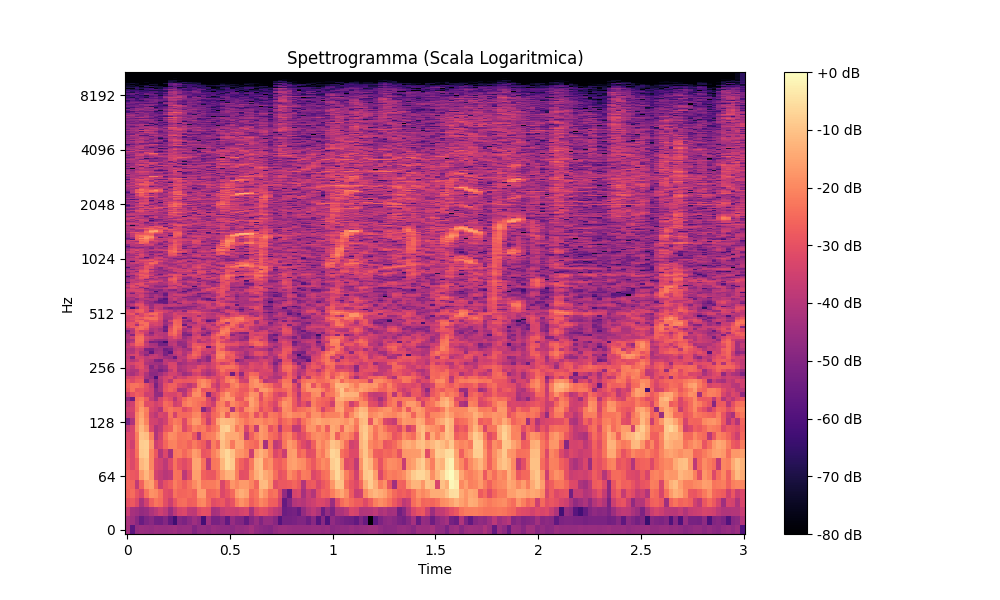 Spettrogramma (Scala Logaritmica)
Hz
8192
4096
2048
1024
512
256
128
64
0
0
0.5
1
1.5
2
2.5
3
Time
+0 dB
-10 dB
-20 dB
-30 dB
-40 dB
-50 dB
-60 dB
-70 dB
-80 dB